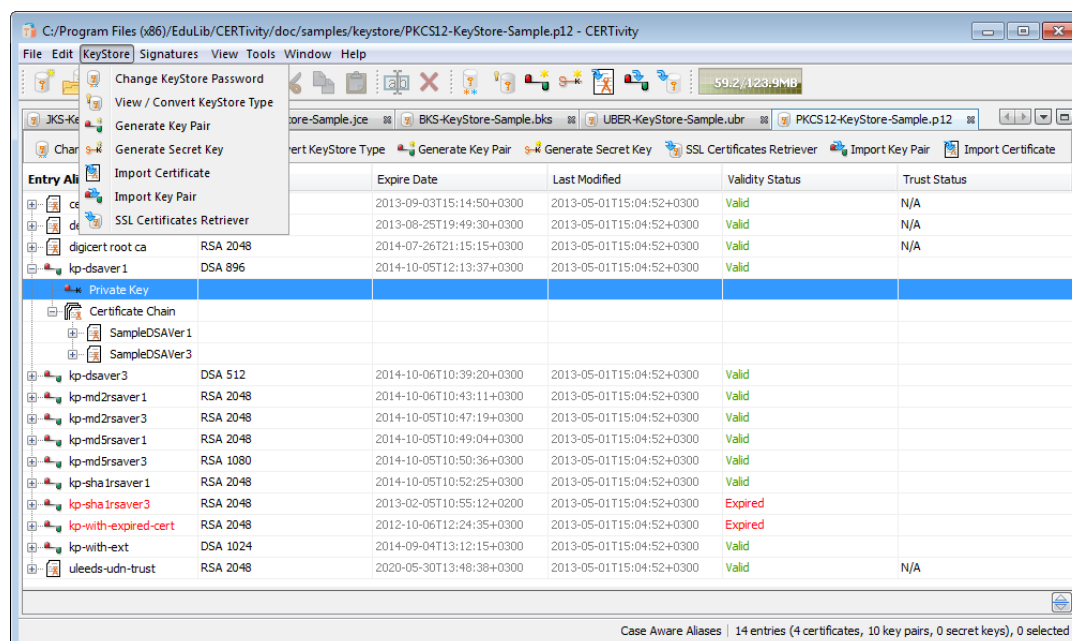 C:/Program Files (x86)/EduLib/CERTivity/doc/samples/keystore/PKCS12-KeyStore-Sample.p12 - CERTivity
File Edit KeyStore Signatures View Tools Window Help
59.2/123.9MB
Change KeyStore Password
View / Convert KeyStore Type
Generate Key Pair
Generate Secret Key
Import Certificate
Import Key Pair
SSL Certificates Retriever
JKS-Ke ore-Sample.jce BKS-KeyStore-Sample.bks UBER-KeyStore-Sample.ubr PKCS12-KeyStore-Sample.p12
Char vert KeyStore Type Generate Key Pair Generate Secret Key SSL Certificates Retriever Import Key Pair Import Certificate
Entry Ali Expire Date Last Modified Validity Status Trust Status
ce 2013-09-03T15:14:50+0300 2013-05-01T15:04:52+0300 Valid N/A
de 2013-08-25T19:49:30+0300 2013-05-01T15:04:52+0300 Valid N/A
digicert root ca RSA 2048 2014-07-26T21:15:15+0300 2013-05-01T15:04:52+0300 Valid N/A
kp-dsaver1 DSA 896 2014-10-05T12:13:37+0300 2013-05-01T15:04:52+0300 Valid
Private Key
Certificate Chain
SampleDSAVer1
SampleDSAVer3
kp-dsaver3 DSA 512 2014-10-06T10:39:20+0300 2013-05-01T15:04:52+0300 Valid
kp-md2rsaver1 RSA 2048 2014-10-06T10:43:11+0300 2013-05-01T15:04:52+0300 Valid
kp-md2rsaver3 RSA 2048 2014-10-05T10:47:19+0300 2013-05-01T15:04:52+0300 Valid
kp-md5rsaver1 RSA 2048 2014-10-05T10:49:04+0300 2013-05-01T15:04:52+0300 Valid
kp-md5rsaver3 RSA 1080 2014-10-05T10:50:36+0300 2013-05-01T15:04:52+0300 Valid
kp-sha1rsaver1 RSA 2048 2014-10-05T10:52:25+0300 2013-05-01T15:04:52+0300 Valid
kp-sha1rsaver3 RSA 2048 2013-02-05T10:55:12+0200 2013-05-01T15:04:52+0300 Expired
kp-with-expired-cert RSA 2048 2012-10-06T12:24:35+0300 2013-05-01T15:04:52+0300 Expired
kp-with-ext DSA 1024 2014-09-04T13:12:15+0300 2013-05-01T15:04:52+0300 Valid
uleeds-udn-trust RSA 2048 2020-05-30T13:48:38+0300 2013-05-01T15:04:52+0300 Valid N/A
Case Aware Aliases 14 entries (4 certificates, 10 key pairs, 0 secret keys), 0 selected